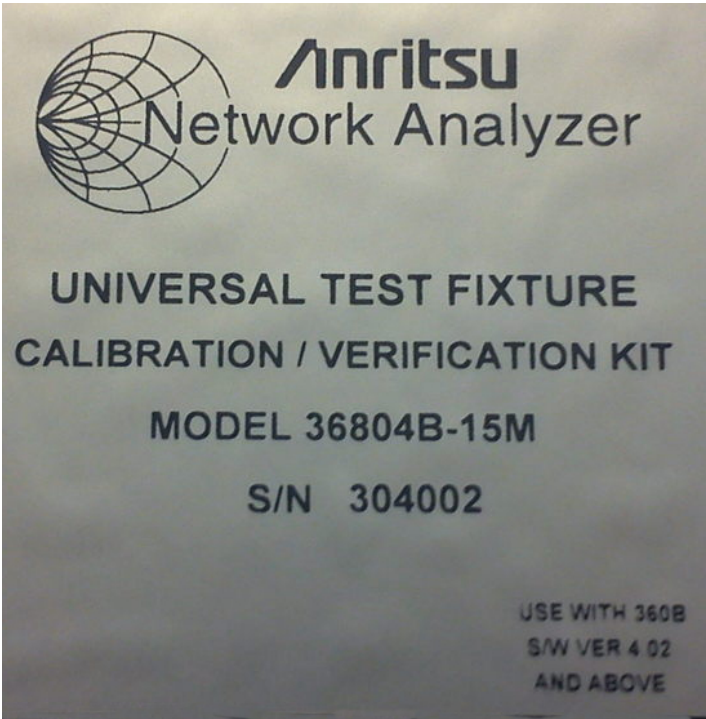 Anritsu
Network Analyzer
UNIVERSAL TEST FIXTURE
CALIBRATION / VERIFICATION KIT
MODEL 36804B-15M
S/N 304002
USE WITH 360B
S/W VER 4.02
AND ABOVE